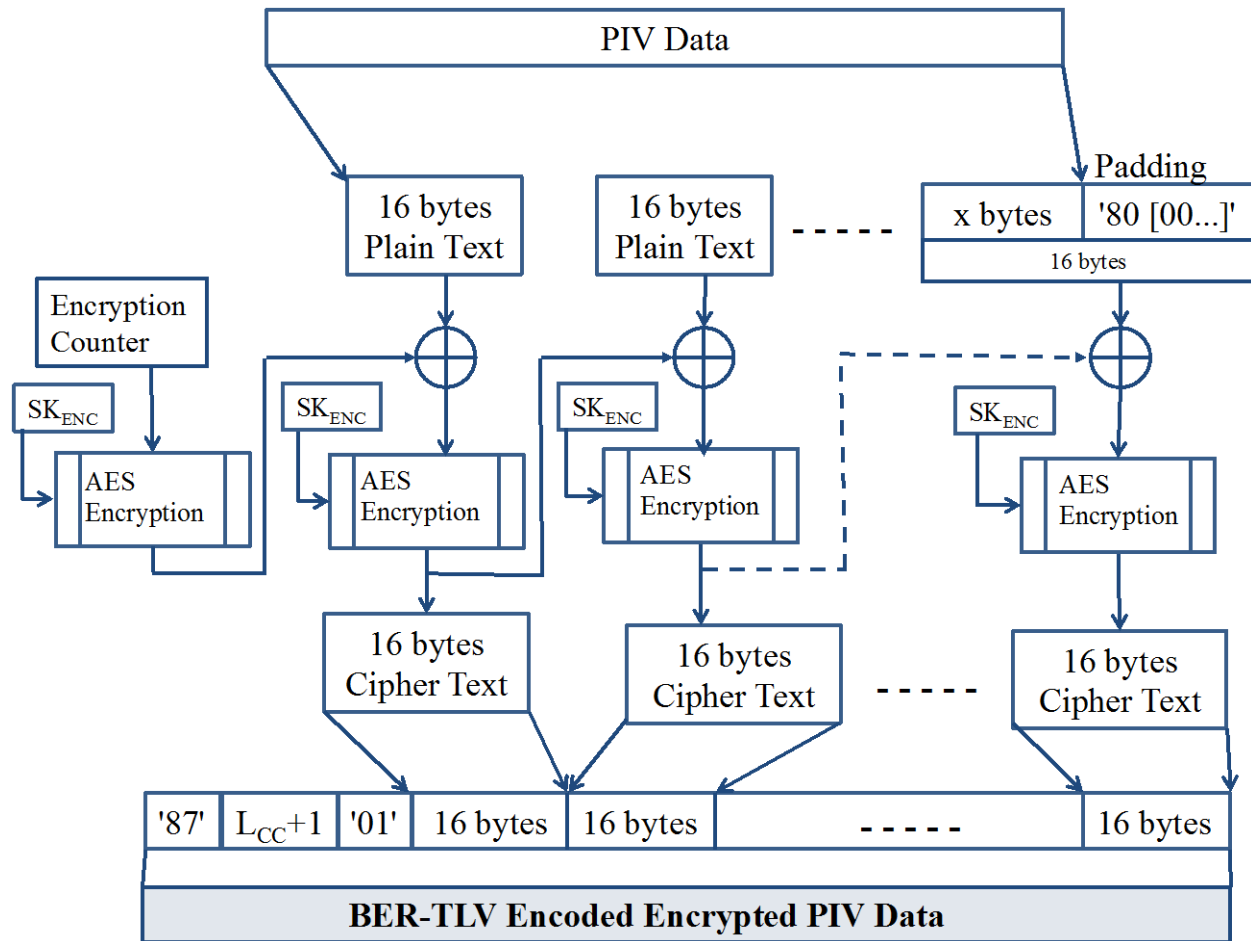 PIV Data
Padding
16 bytes
Plain Text
16 bytes
Plain Text
- - - - -
x bytes
'80 [00...]'
16 bytes
Encryption
Counter
SKENC
SKENC
SKENC
SKENC
AES
Encryption
AES
Encryption
AES
Encryption
AES
Encryption
16 bytes
Cipher Text
16 bytes
Cipher Text
- - - - -
16 bytes
Cipher Text
'87'
LCC+1
'01'
16 bytes
16 bytes
- - - - -
16 bytes
BER-TLV Encoded Encrypted PIV Data